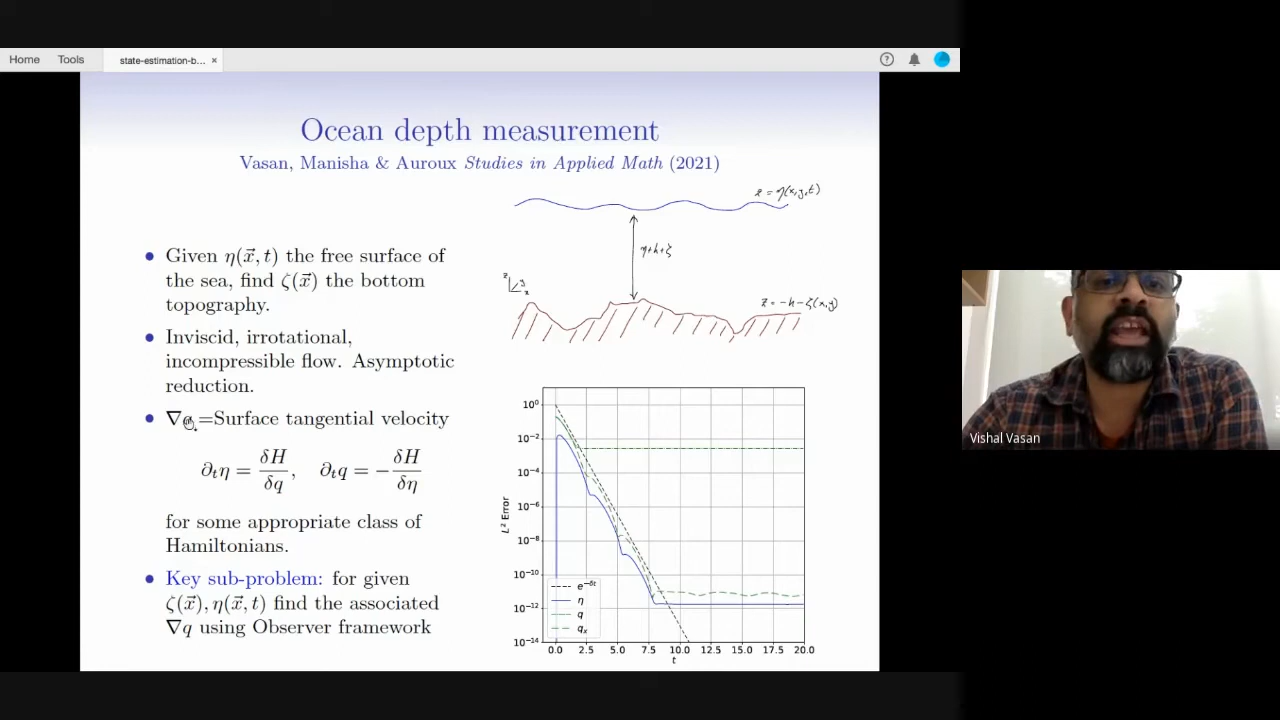 Home Tools state-estimation-b... ×
Ocean depth measurement
Vasan, Manisha & Auroux Studies in Applied Math (2021)
z = η(x,y,t)
η+h+ζ
z
y
x
z = -h - ζ(x,y)
• Given η(x⃗, t) the free surface of
the sea, find ζ(x⃗) the bottom
topography.
• Inviscid, irrotational,
incompressible flow. Asymptotic
reduction.
• ∇q =Surface tangential velocity
∂ₜη = δH/δq, ∂ₜq = −δH/δη
for some appropriate class of
Hamiltonians.
• Key sub-problem: for given
ζ(x⃗), η(x⃗, t) find the associated
∇q using Observer framework
L² Error
10⁰
10⁻²
10⁻⁴
10⁻⁶
10⁻⁸
10⁻¹⁰
10⁻¹²
10⁻¹⁴
e^−δt
η
q
qₓ
0.0 2.5 5.0 7.5 10.0 12.5 15.0 17.5 20.0
t
Vishal Vasan